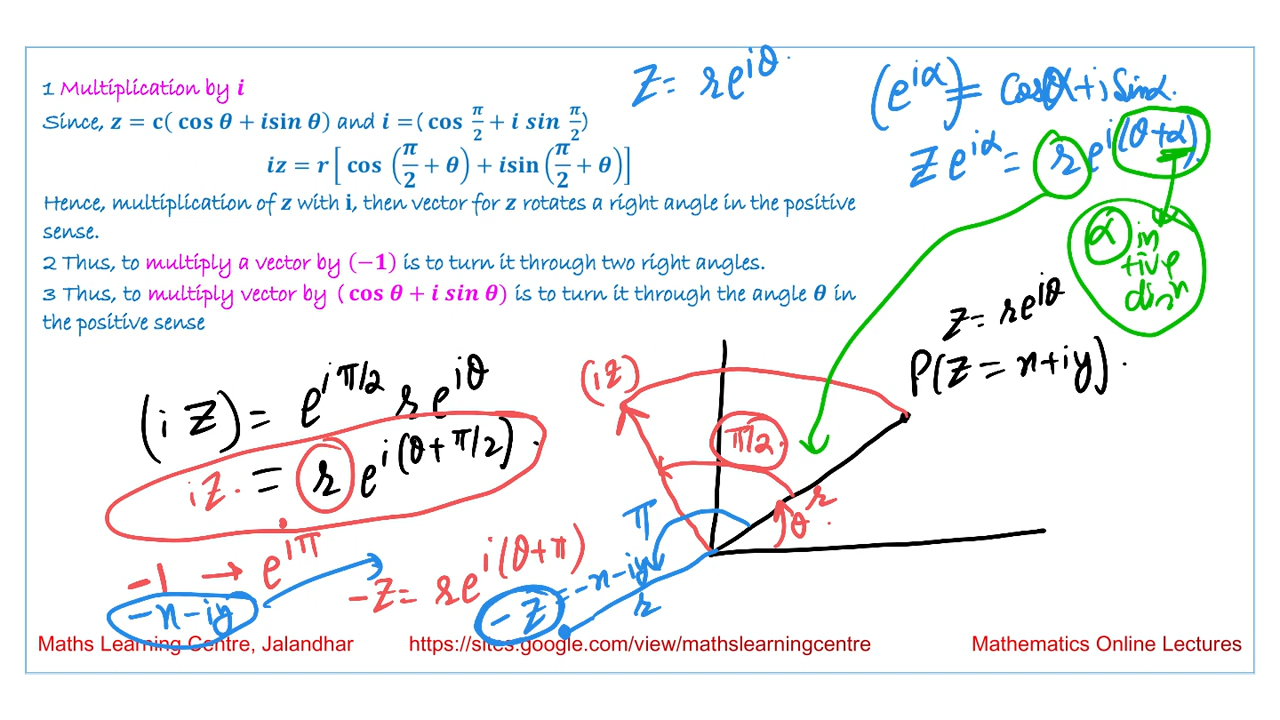 1 Multiplication by i
Since, z = c( cos θ + isin θ) and i =( cos π/2 + i sin π/2)
iz = r [ cos (π/2 + θ) + isin (π/2 + θ)]
Hence, multiplication of z with i, then vector for z rotates a right angle in the positive
sense.
2 Thus, to multiply a vector by (−1) is to turn it through two right angles.
3 Thus, to multiply vector by ( cos θ + i sin θ) is to turn it through the angle θ in
the positive sense
z = re^iθ.
(e^iα) = cosα + i Sinα.
z e^iα = r e^i(θ+α).
α in
+ive
dirⁿ
z = re^iθ
P(z = x+iy).
(iz)
π/2
r
θ
π
(i z) = e^iπ/2 r e^iθ
iz. = r e^i(θ+π/2).
-1 → e^iπ
-x-iy
-z = re^i(θ+π)
-z = -x-iy
r
Maths Learning Centre, Jalandhar
https://sites.google.com/view/mathslearningcentre
Mathematics Online Lectures